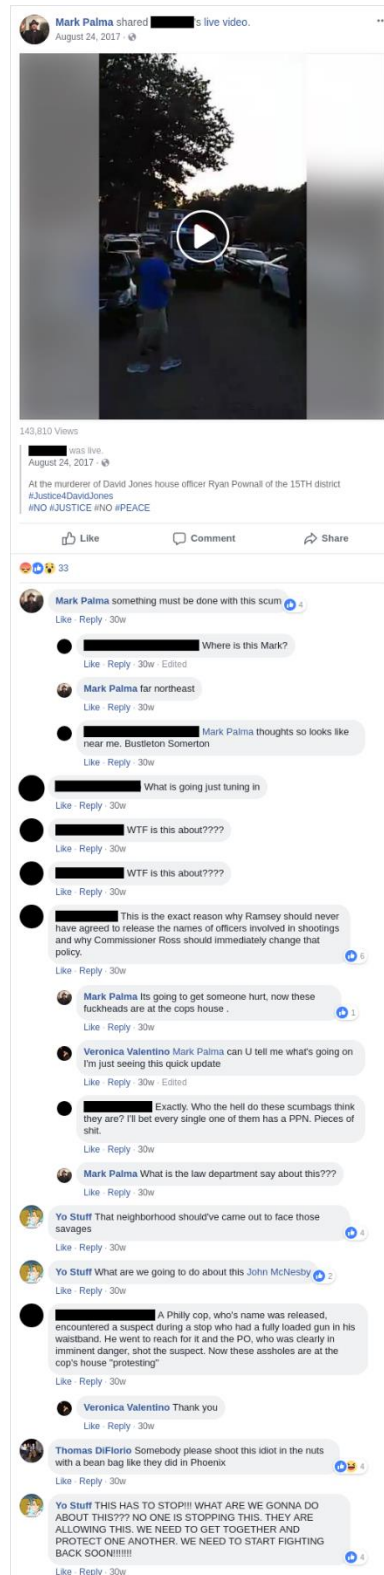 Mark Palma shared 's live video.
August 24, 2017 ·
143,810 Views
was live.
August 24, 2017 ·
At the murderer of David Jones house officer Ryan Pownall of the 15TH district
#Justice4DavidJones
#NO #JUSTICE #NO #PEACE
Like Comment Share
33
Mark Palma something must be done with this scum 4
Like · Reply · 30w
Where is this Mark?
Like · Reply · 30w · Edited
Mark Palma far northeast
Like · Reply · 30w
Mark Palma thoughts so looks like
near me. Bustleton Somerton
Like · Reply · 30w
What is going just tuning in
Like · Reply · 30w
WTF is this about????
Like · Reply · 30w
WTF is this about????
Like · Reply · 30w
This is the exact reason why Ramsey should never
have agreed to release the names of officers involved in shootings
and why Commissioner Ross should immediately change that
policy.
6
Like · Reply · 30w
Mark Palma Its going to get someone hurt, now these
fuckheads are at the cops house .
1
Like · Reply · 30w
Veronica Valentino Mark Palma can U tell me what's going on
I'm just seeing this quick update
Like · Reply · 30w · Edited
Exactly. Who the hell do these scumbags think
they are? I'll bet every single one of them has a PPN. Pieces of
shit.
Like · Reply · 30w
Mark Palma What is the law department say about this???
Like · Reply · 30w
Yo Stuff That neighborhood should've came out to face those
savages
4
Like · Reply · 30w
Yo Stuff What are we going to do about this John McNesby 2
Like · Reply · 30w
A Philly cop, who's name was released,
encountered a suspect during a stop who had a fully loaded gun in his
waistband. He went to reach for it and the PO, who was clearly in
imminent danger, shot the suspect. Now these assholes are at the
cop's house "protesting"
Like · Reply · 30w
Veronica Valentino Thank you
Like · Reply · 30w
Thomas DiFlorio Somebody please shoot this idiot in the nuts
with a bean bag like they did in Phoenix
4
Like · Reply · 30w
Yo Stuff THIS HAS TO STOP!!! WHAT ARE WE GONNA DO
ABOUT THIS??? NO ONE IS STOPPING THIS. THEY ARE
ALLOWING THIS. WE NEED TO GET TOGETHER AND
PROTECT ONE ANOTHER. WE NEED TO START FIGHTING
BACK SOON!!!!!!!
4
Like · Reply · 30w